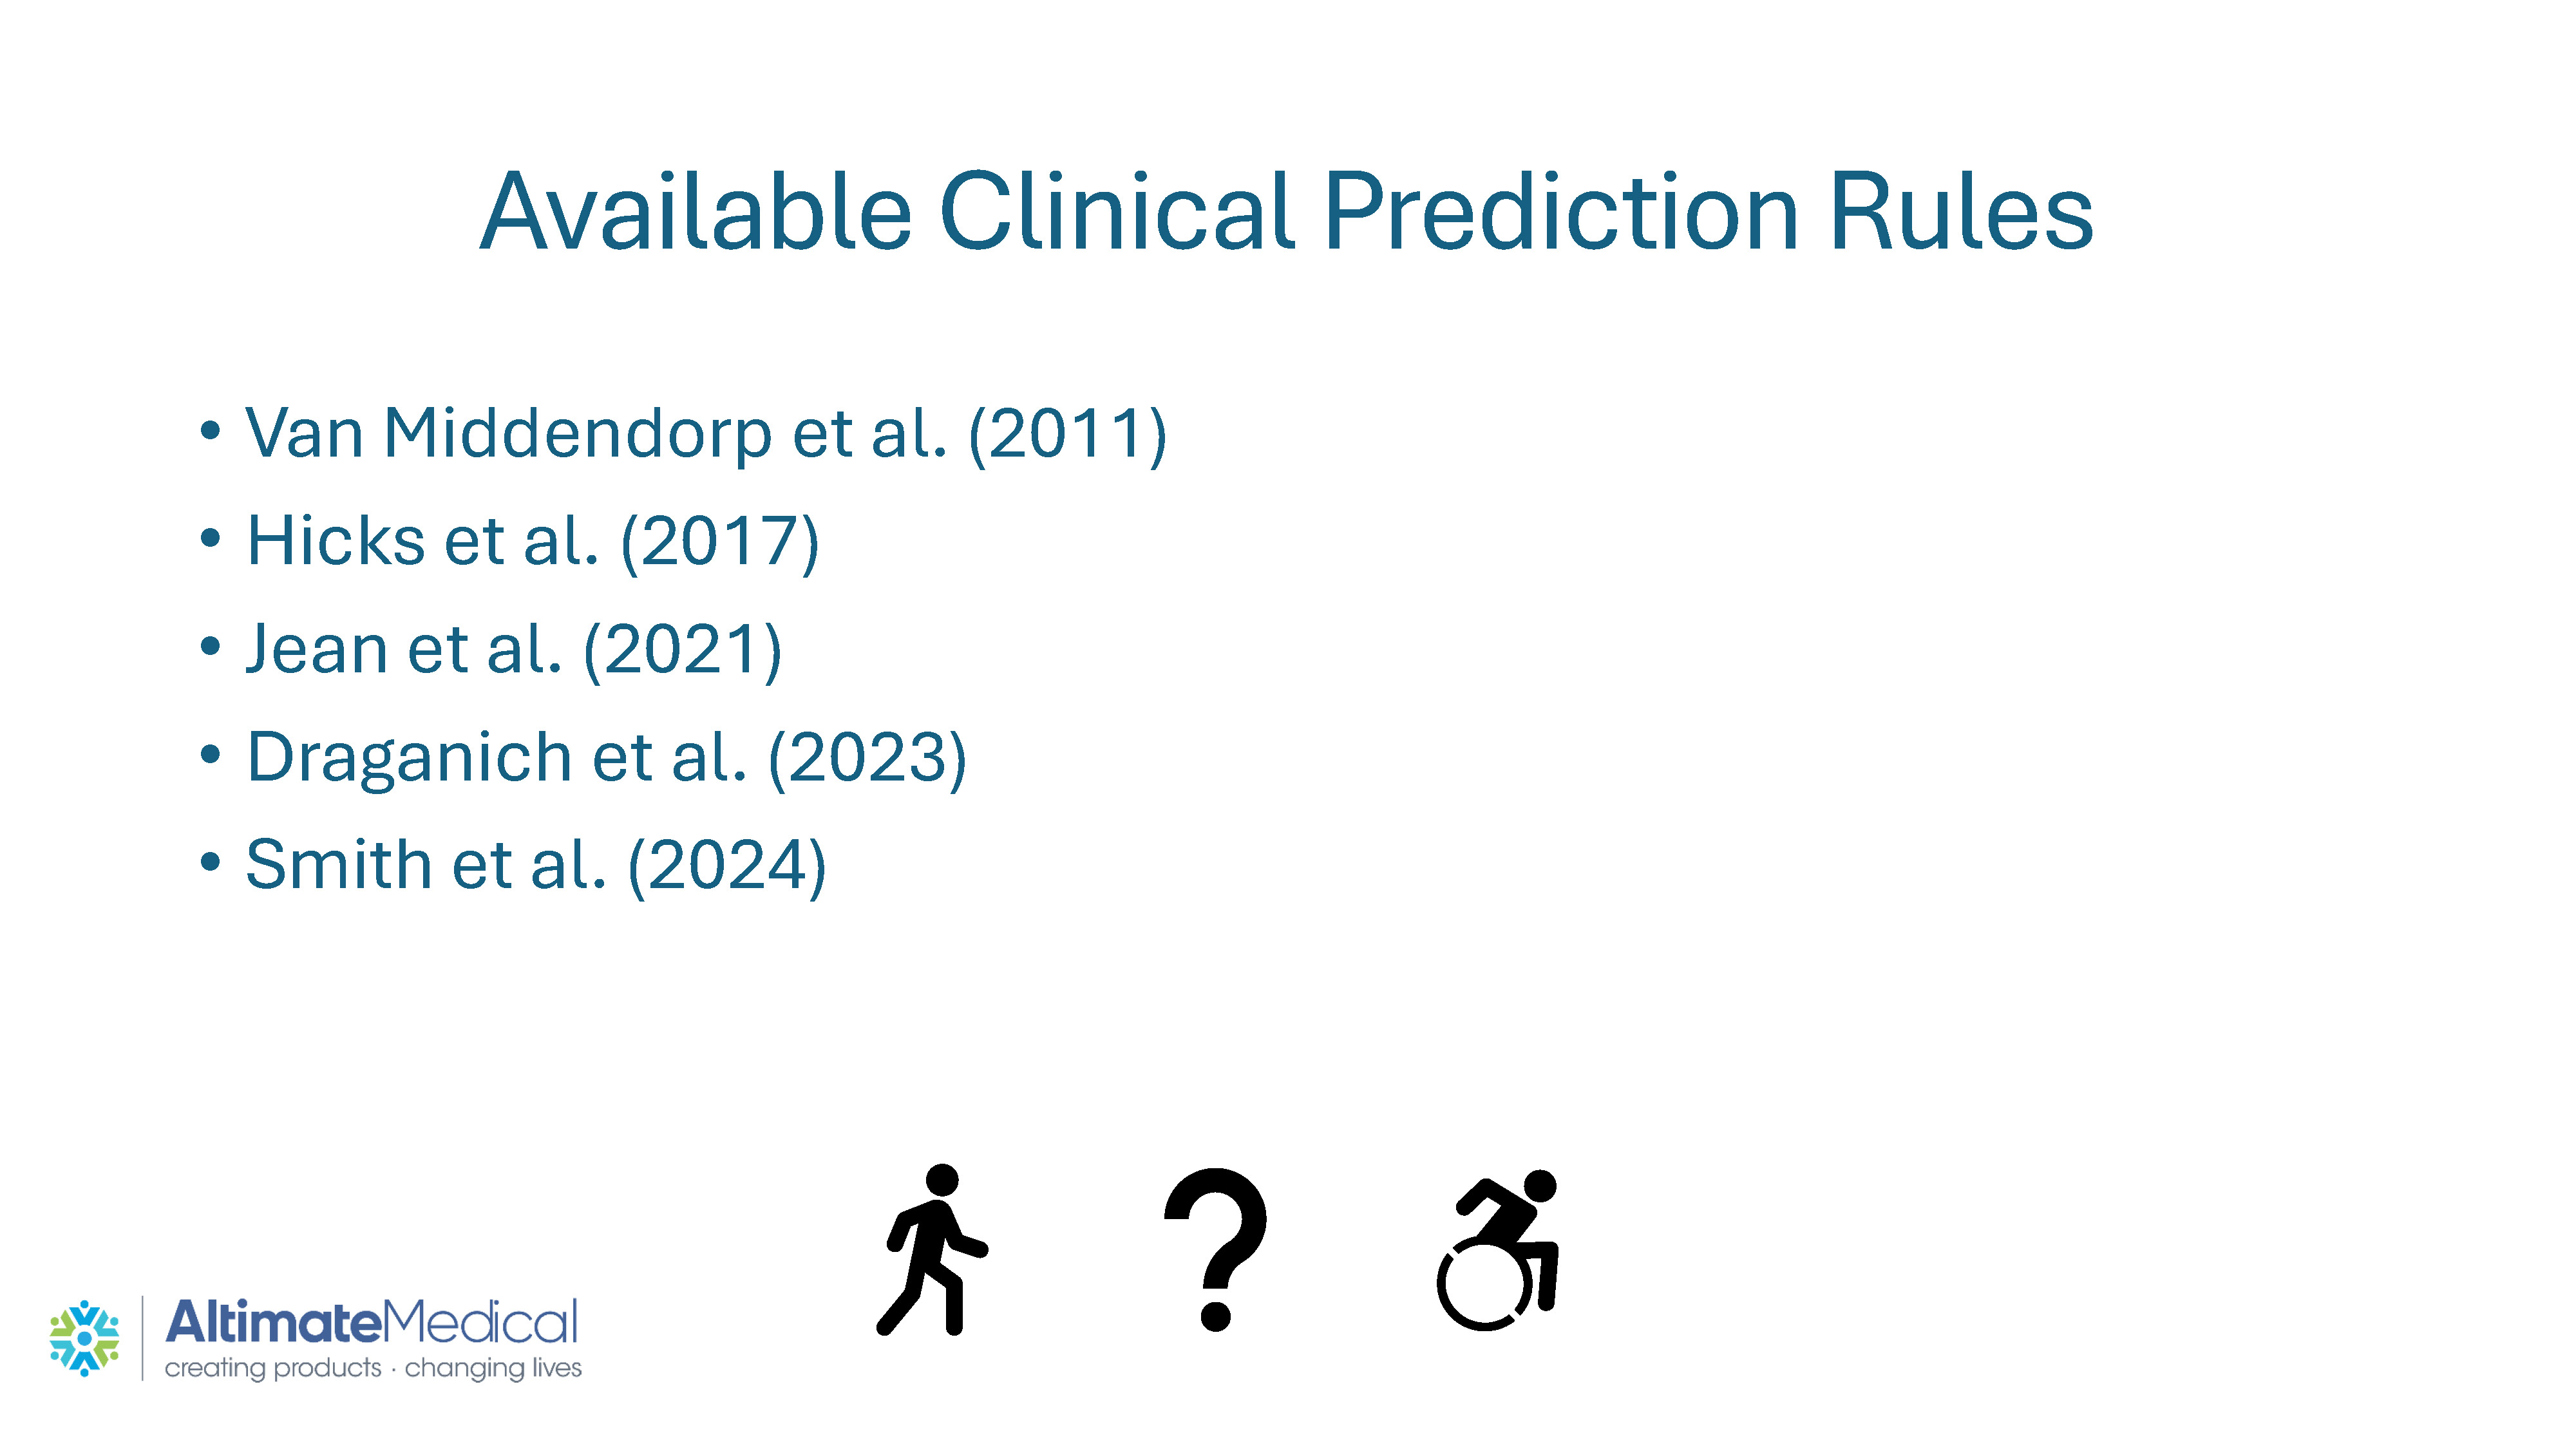 Available Clinical Prediction Rules
• Van Middendorp et al. (2011)
• Hicks et al. (2017)
• Jean et al. (2021)
• Draganich et al. (2023)
• Smith et al. (2024)
?
AltimateMedical
creating products · changing lives